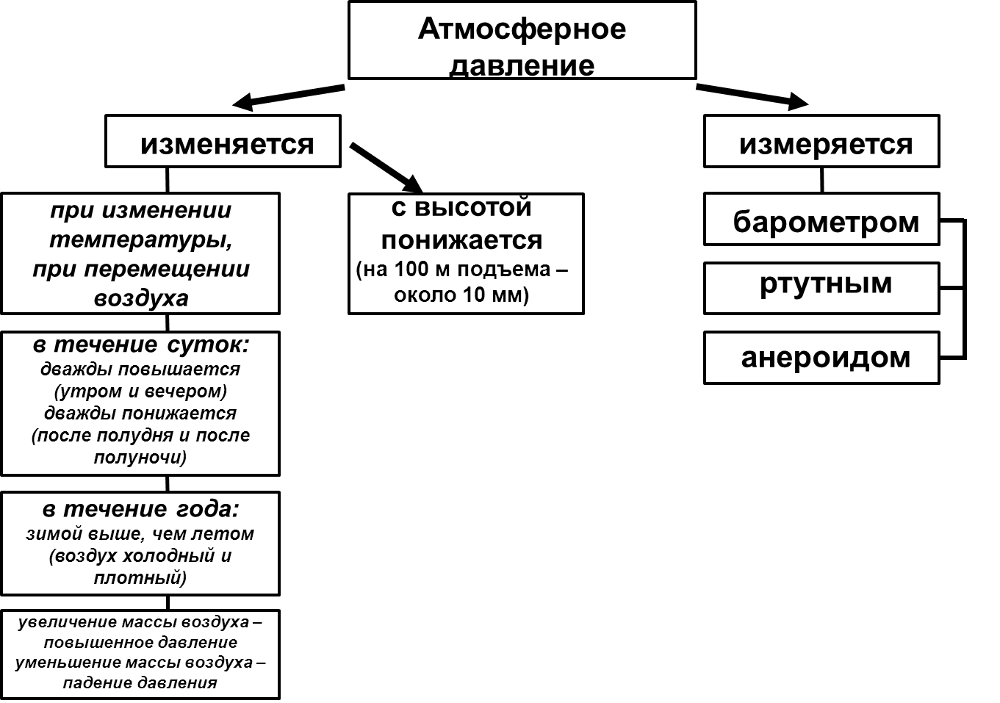 Атмосферное
давление
изменяется
измеряется
при изменении
температуры,
при перемещении
воздуха
с высотой
понижается
(на 100 м подъема –
около 10 мм)
барометром
ртутным
анероидом
в течение суток:
дважды повышается
(утром и вечером)
дважды понижается
(после полудня и после
полуночи)
в течение года:
зимой выше, чем летом
(воздух холодный и
плотный)
увеличение массы воздуха –
повышенное давление
уменьшение массы воздуха –
падение давления